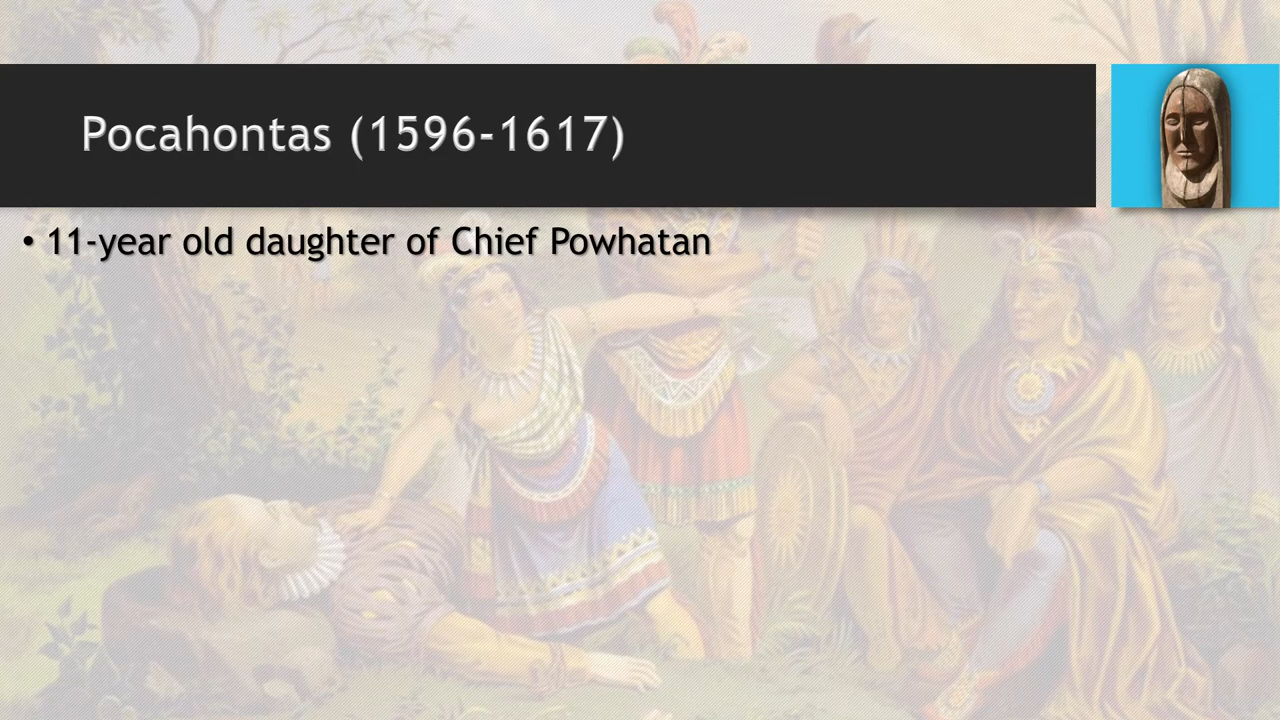 Pocahontas (1596-1617)
• 11-year old daughter of Chief Powhatan